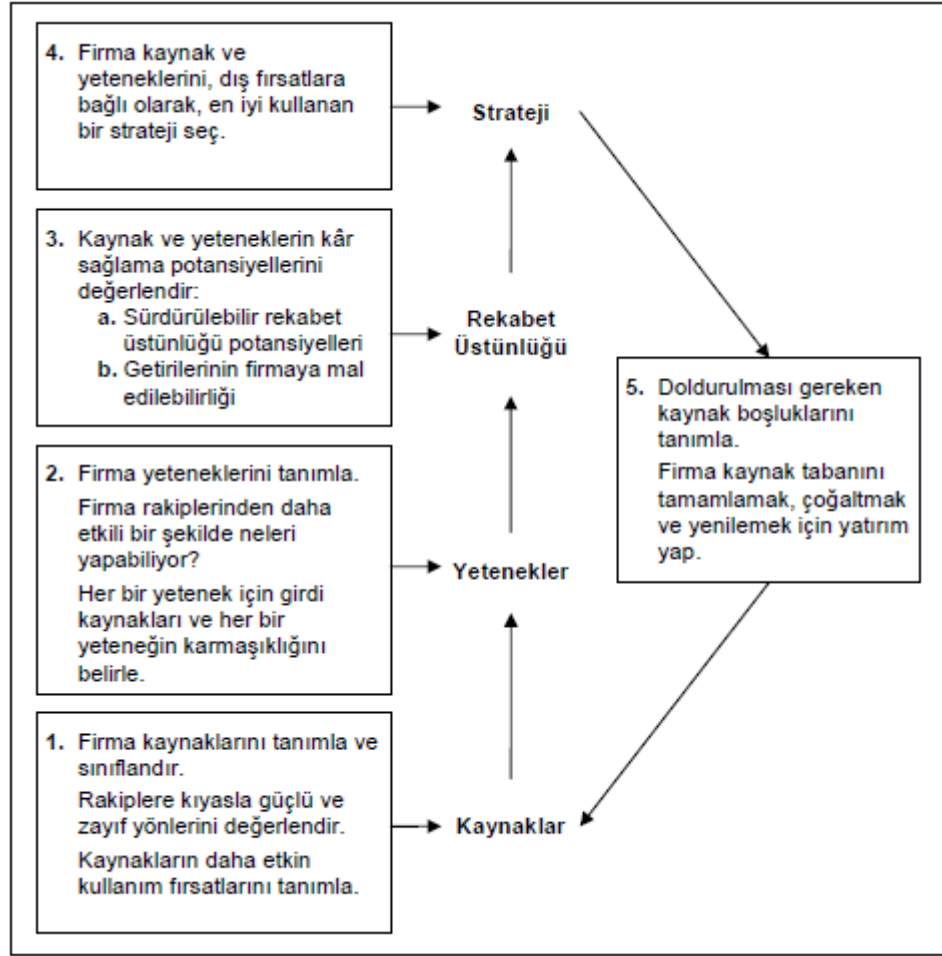 4. Firma kaynak ve
yeteneklerini, dış fırsatlara
bağlı olarak, en iyi kullanan
bir strateji seç.
Strateji
3. Kaynak ve yeteneklerin kâr
sağlama potansiyellerini
değerlendir:
a. Sürdürülebilir rekabet
üstünlüğü potansiyelleri
b. Getirilerinin firmaya mal
edilebilirliği
Rekabet
Üstünlüğü
5. Doldurulması gereken
kaynak boşluklarını
tanımla.
Firma kaynak tabanını
tamamlamak, çoğaltmak
ve yenilemek için yatırım
yap.
2. Firma yeteneklerini tanımla.
Firma rakiplerinden daha
etkili bir şekilde neleri
yapabiliyor?
Her bir yetenek için girdi
kaynakları ve her bir
yeteneğin karmaşıklığını
belirle.
Yetenekler
1. Firma kaynaklarını tanımla ve
sınıflandır.
Rakiplere kıyasla güçlü ve
zayıf yönlerini değerlendir.
Kaynakların daha etkin
kullanım fırsatlarını tanımla.
Kaynaklar